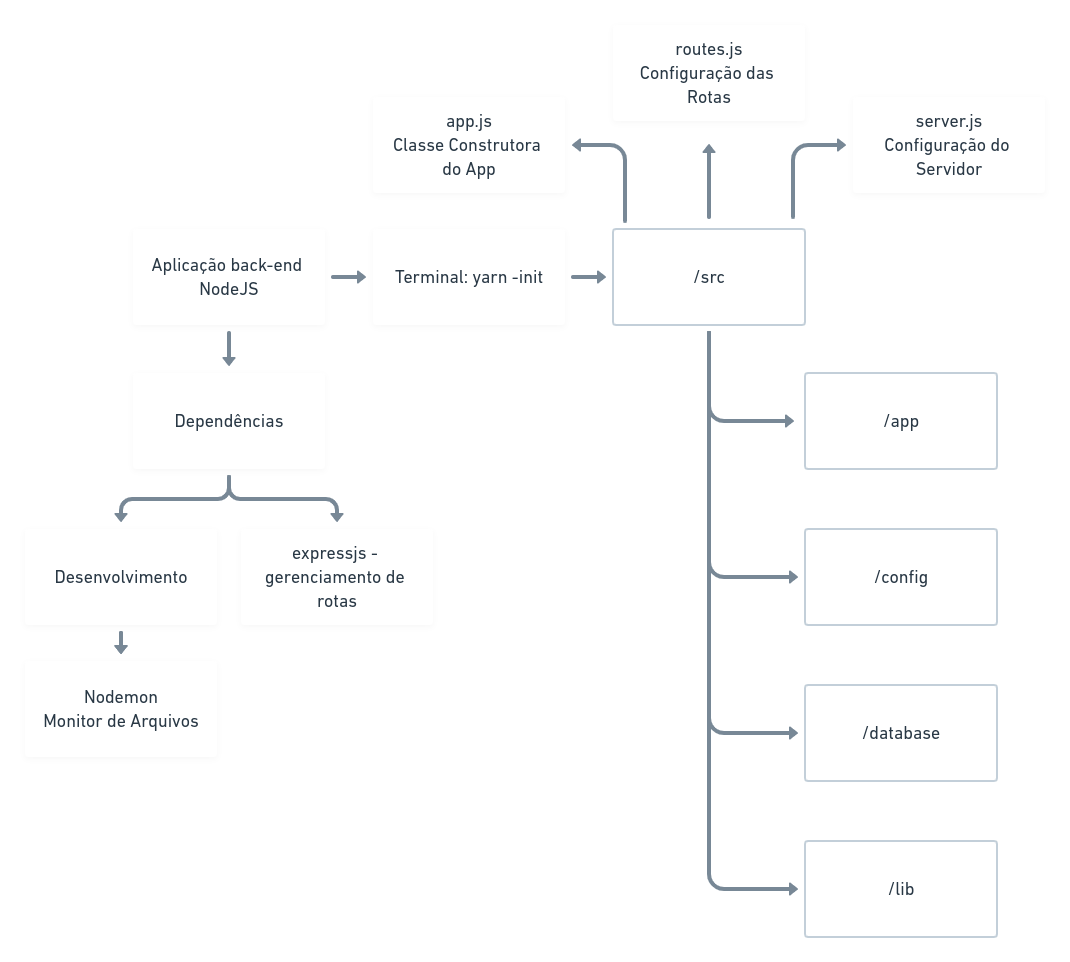 routes.js
Configuração das
Rotas
app.js
Classe Construtora
do App
server.js
Configuração do
Servidor
Aplicação back-end
NodeJS
Terminal: yarn -init
/src
Dependências
/app
Desenvolvimento
expressjs -
gerenciamento de
rotas
/config
Nodemon
Monitor de Arquivos
/database
/lib